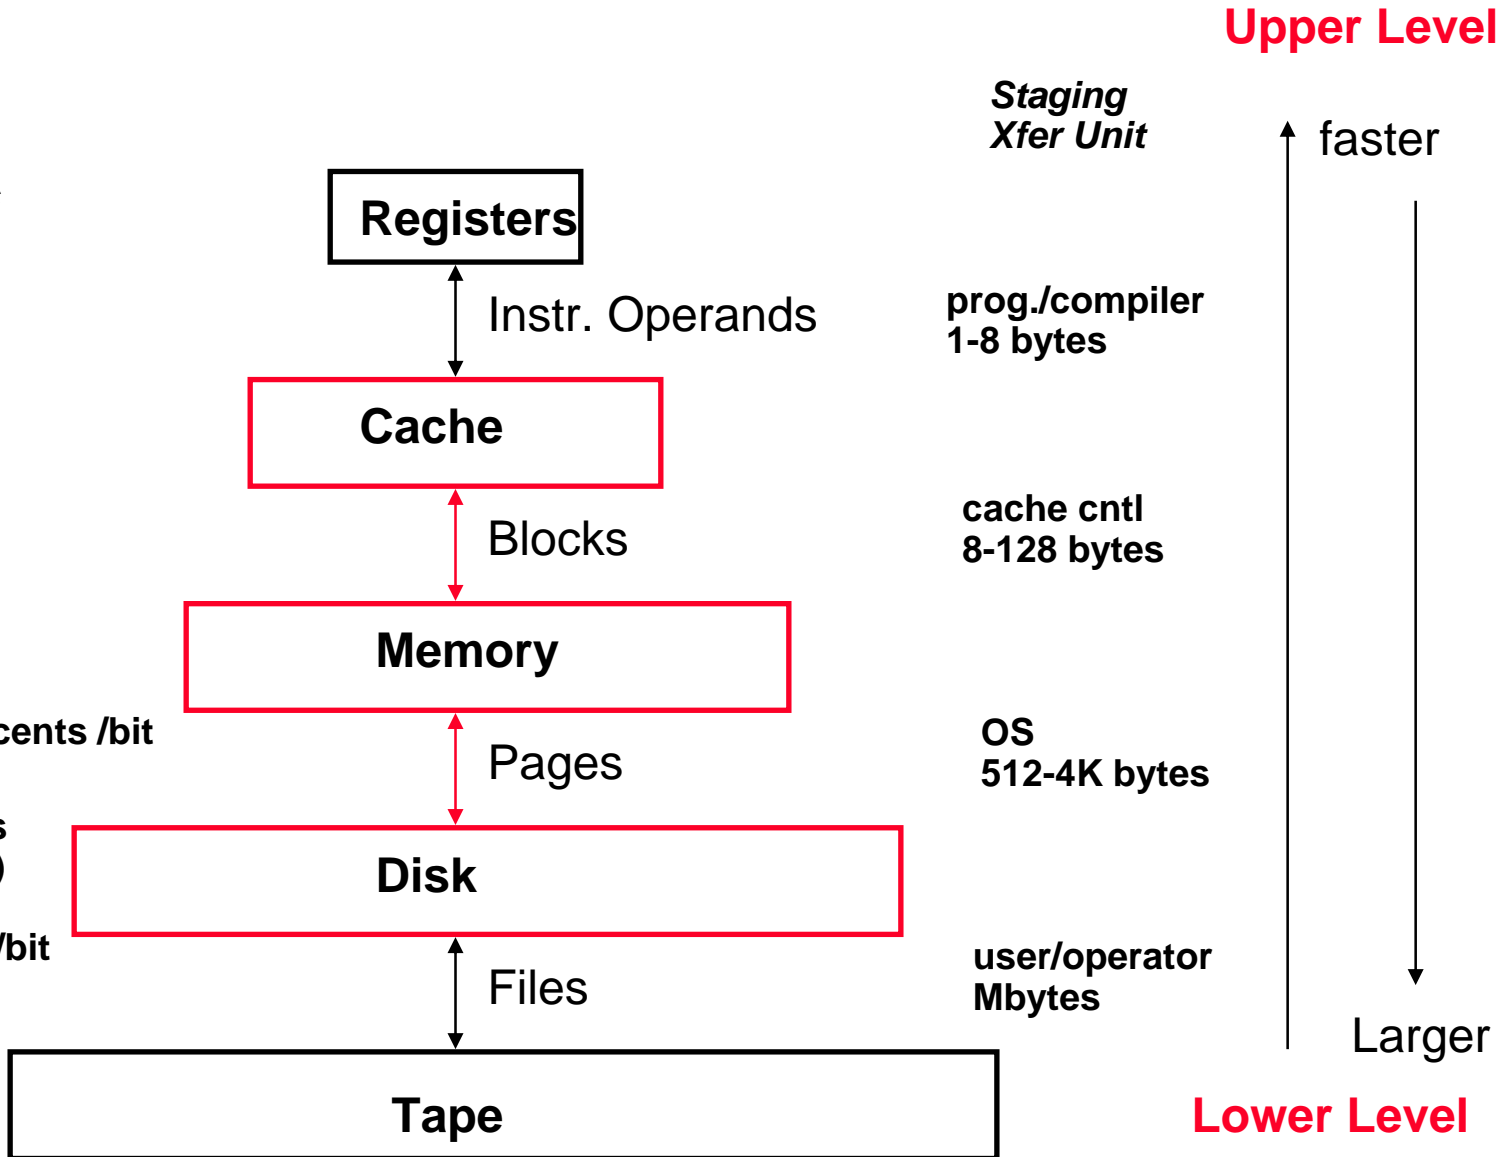 Upper Level
Staging
Xfer Unit
faster
Registers
Instr. Operands
prog./compiler
1-8 bytes
Cache
Blocks
cache cntl
8-128 bytes
Memory
cents /bit
Pages
OS
512-4K bytes
s
)
Disk
/bit
Files
user/operator
Mbytes
Larger
Tape
Lower Level